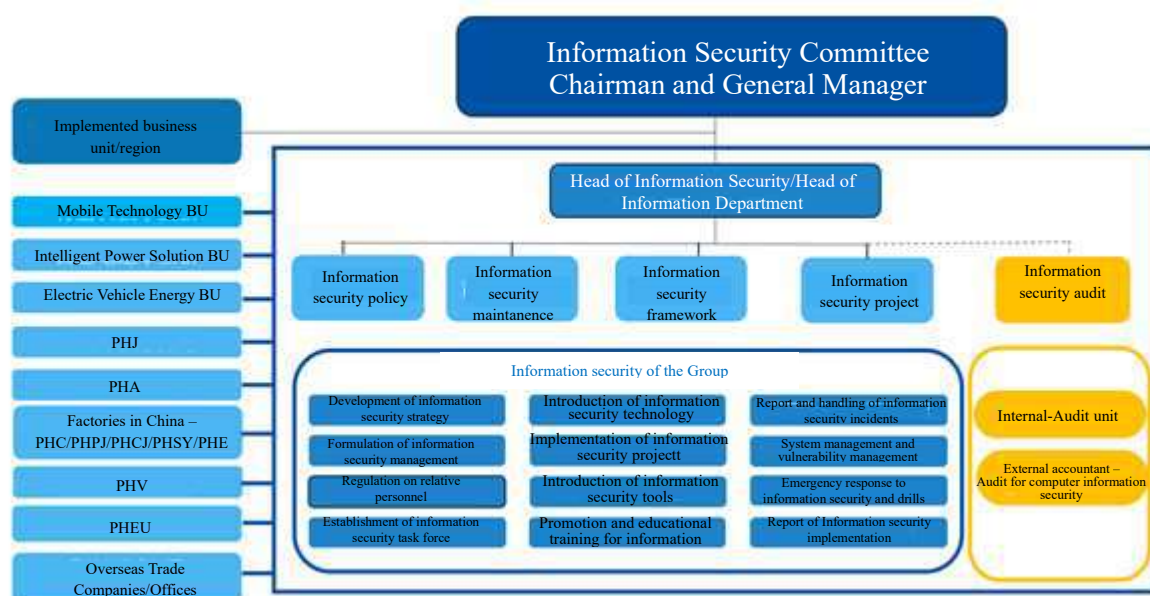 Information Security Committee
Chairman and General Manager
Implemented business
unit/region
Head of Information Security/Head of
Information Department
Mobile Technology BU
Intelligent Power Solution BU
Electric Vehicle Energy BU
PHJ
PHA
Factories in China –
PHC/PHPJ/PHCJ/PHSY/PHE
PHV
PHEU
Overseas Trade
Companies/Offices
Information
security policy
Information
security
maintanence
Information
security
framework
Information
security project
Information
security audit
Information security of the Group
Development of information
security strategy
Formulation of information
security management
Regulation on relative
personnel
Establishment of information
security task force
Introduction of information
security technology
Implementation of information
security projectt
Introduction of information
security tools
Promotion and educational
training for information
Report and handling of information
security incidents
System management and
vulnerability management
Emergency response to
information security and drills
Report of Information security
implementation
Internal-Audit unit
External accountant –
Audit for computer information
security